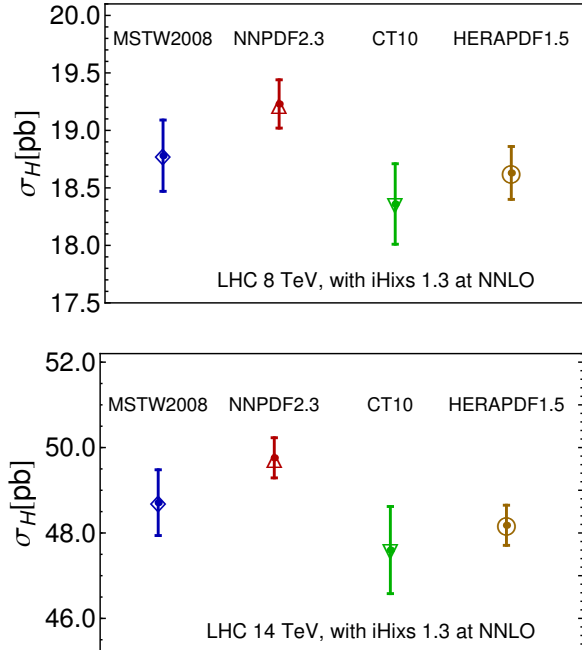 20.0
MSTW2008 NNPDF2.3 CT10 HERAPDF1.5
19.5
19.0
σH[pb]
18.5
18.0
LHC 8 TeV, with iHixs 1.3 at NNLO
17.5
52.0
MSTW2008 NNPDF2.3 CT10 HERAPDF1.5
50.0
σH[pb]
48.0
46.0
LHC 14 TeV, with iHixs 1.3 at NNLO